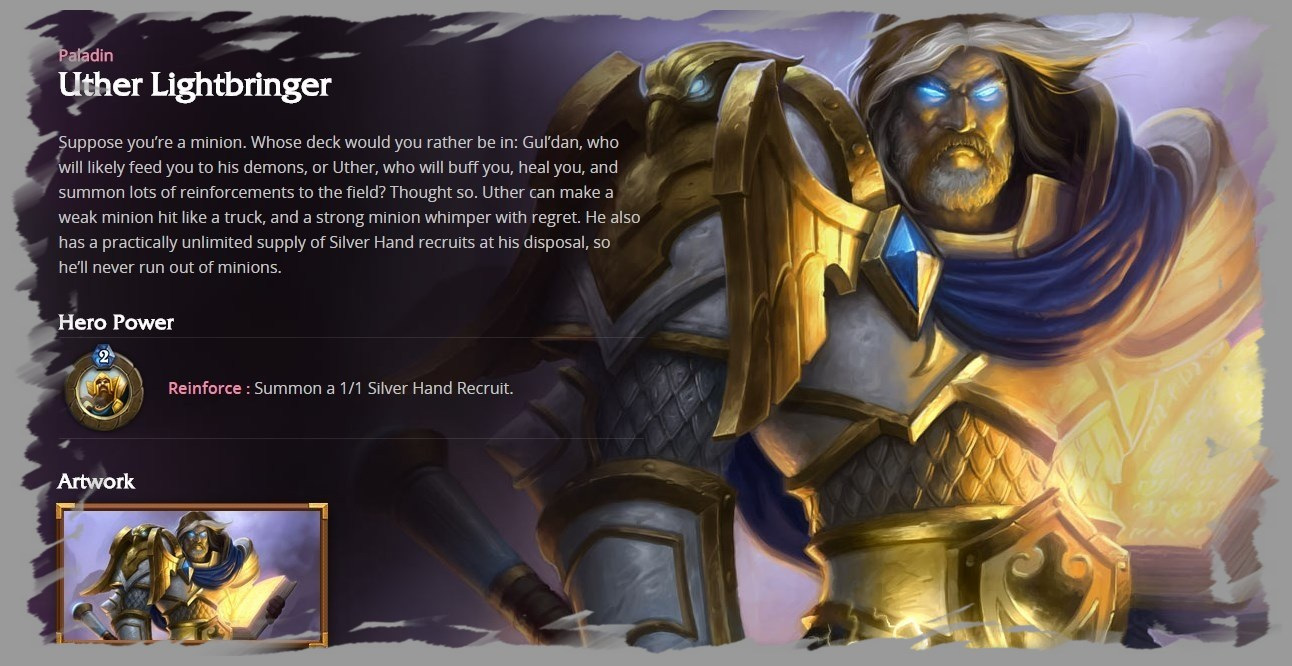 Paladin
Uther Lightbringer
Suppose you’re a minion. Whose deck would you rather be in: Gul’dan, who
will likely feed you to his demons, or Uther, who will buff you, heal you, and
summon lots of reinforcements to the field? Thought so. Uther can make a
weak minion hit like a truck, and a strong minion whimper with regret. He also
has a practically unlimited supply of Silver Hand recruits at his disposal, so
he’ll never run out of minions.
Hero Power
2
Reinforce : Summon a 1/1 Silver Hand Recruit.
Artwork